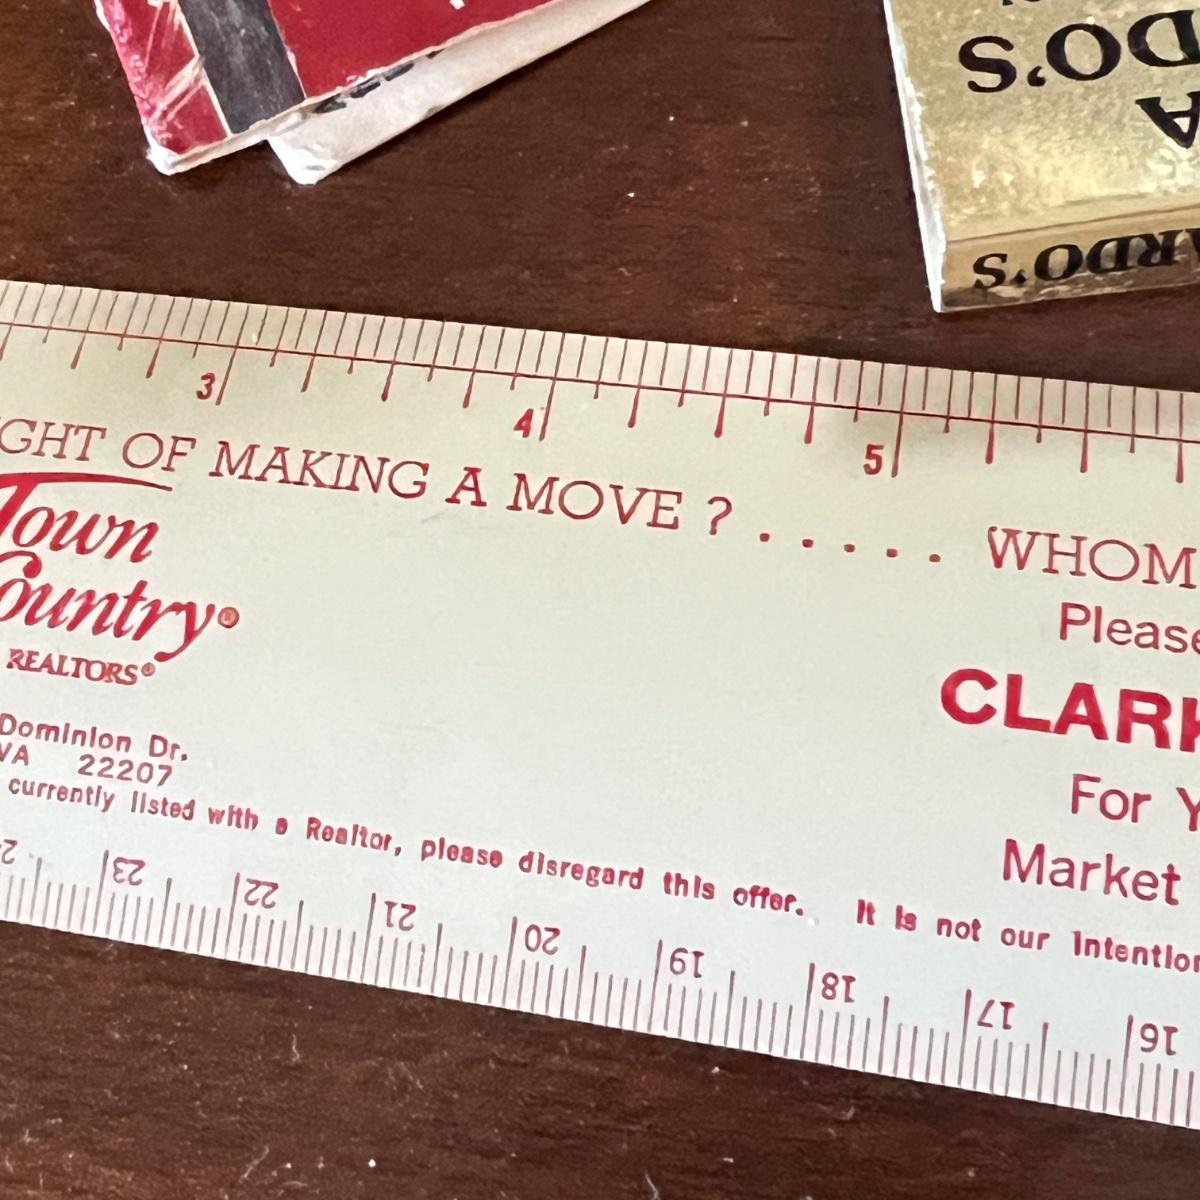 DO'S
A
ARDO'S
3
4
5
OF MAKING A MOVE ? . . . . . WHOM
Town
Country®
REALTORS®
Dominion Dr.
VA 22207
Please
CLARK
For
Market
currently listed with a Realtor, please disregard this offer. It is not our intention
23 22 21 20 19 18 17 16